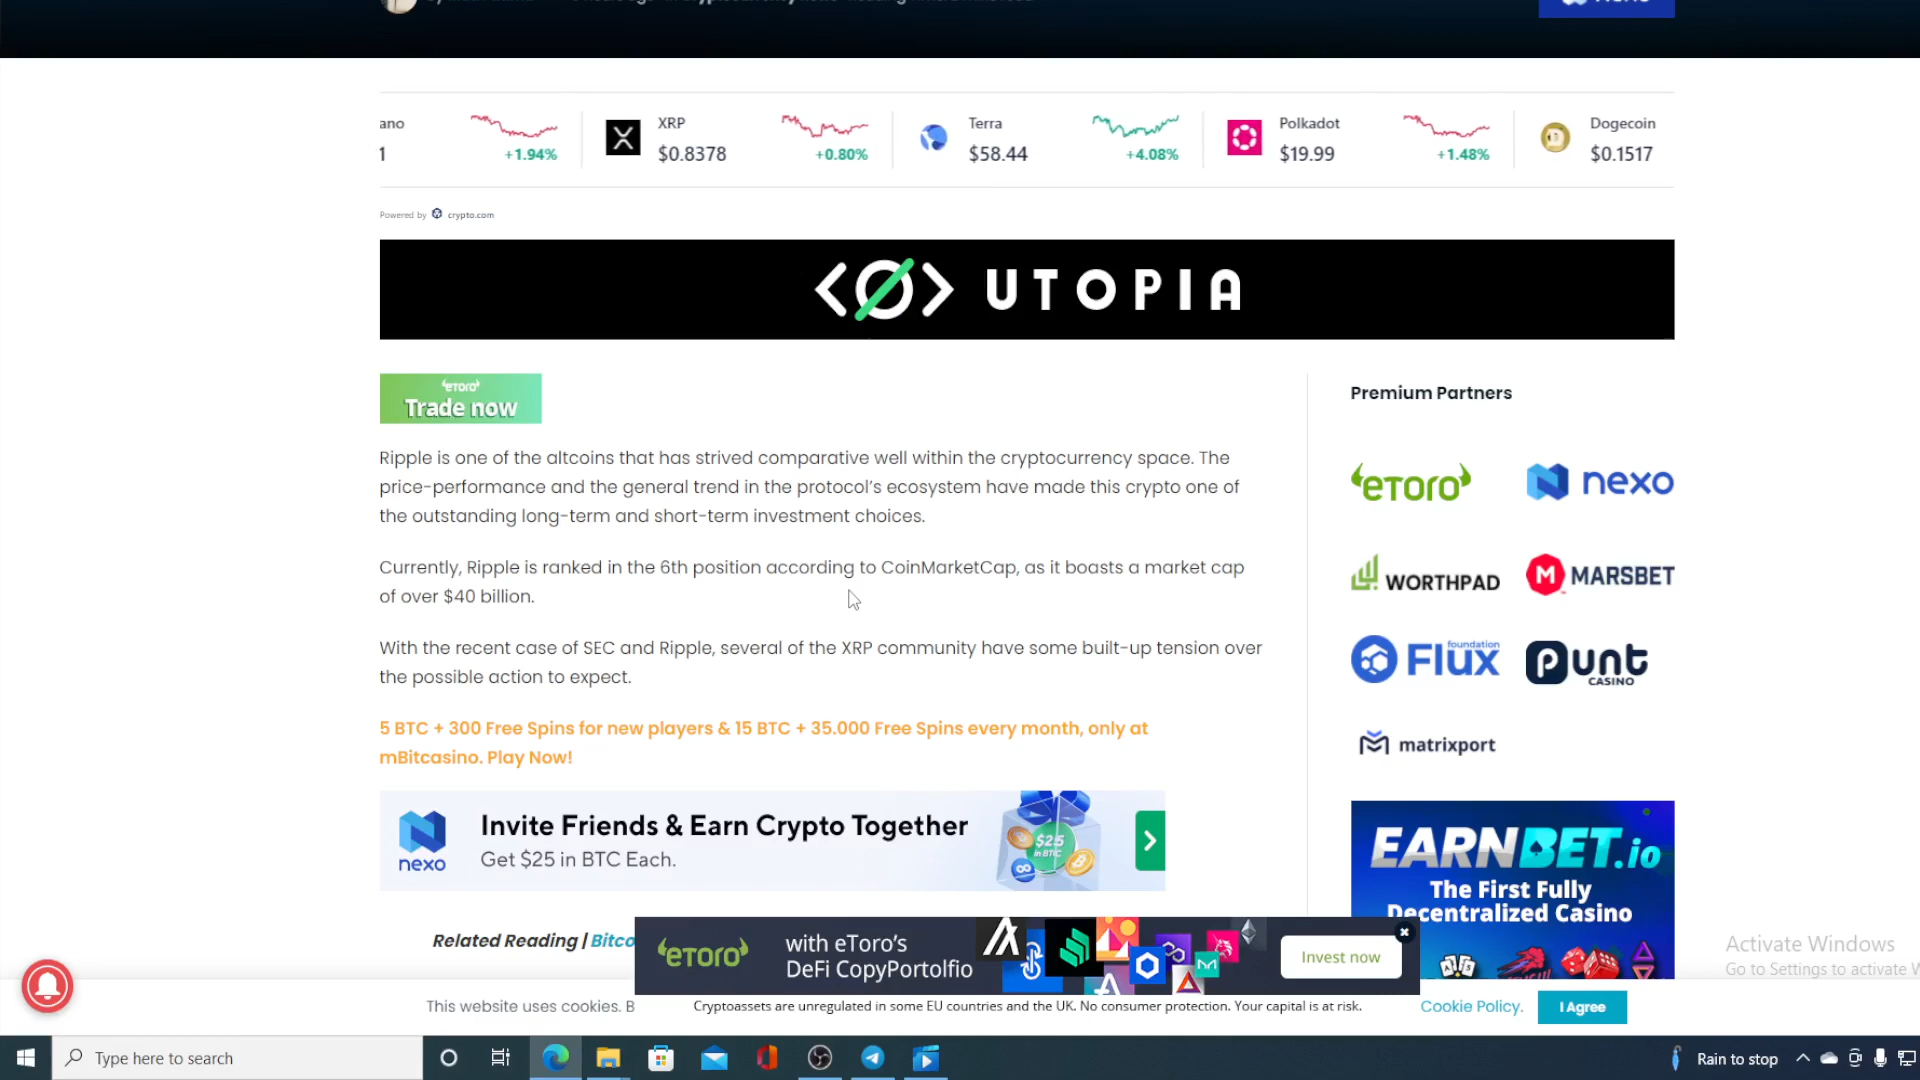 ano
1
+1.94%
XRP
$0.8378
+0.80%
Terra
$58.44
+4.08%
Polkadot
$19.99
+1.48%
Dogecoin
$0.1517
Powered by crypto.com
UTOPIA
eToro
Trade now
Premium Partners
Ripple is one of the altcoins that has strived comparative well within the cryptocurrency space. The
price-performance and the general trend in the protocol's ecosystem have made this crypto one of
the outstanding long-term and short-term investment choices.
Currently, Ripple is ranked in the 6th position according to CoinMarketCap, as it boasts a market cap
of over $40 billion.
With the recent case of SEC and Ripple, several of the XRP community have some built-up tension over
the possible action to expect.
5 BTC + 300 Free Spins for new players & 15 BTC + 35.000 Free Spins every month, only at
mBitcasino. Play Now!
eToro
nexo
WORTHPAD
MARSBET
Flux foundation
Punt CASINO
matrixport
nexo
Invite Friends & Earn Crypto Together
Get $25 in BTC Each.
$25
in BTC
EARNBET.io
The First Fully
Decentralized Casino
Related Reading | Bitco
eToro
with eToro's
DeFi CopyPortolfio
Invest now
Activate Windows
Go to Settings to activate W
This website uses cookies. B
Cryptoassets are unregulated in some EU countries and the UK. No consumer protection. Your capital is at risk.
Cookie Policy.
I Agree
Type here to search
Rain to stop